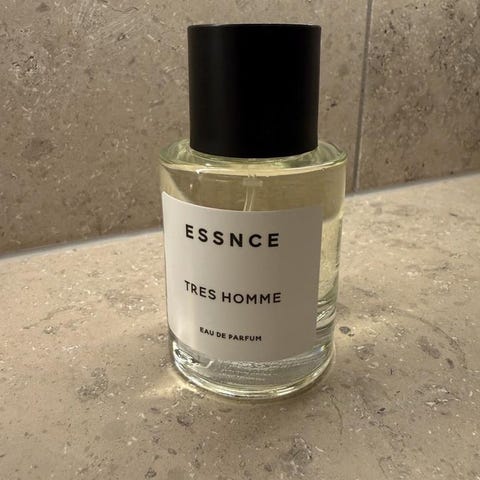 ESSNCE
TRES HOMME
EAU DE PARFUM